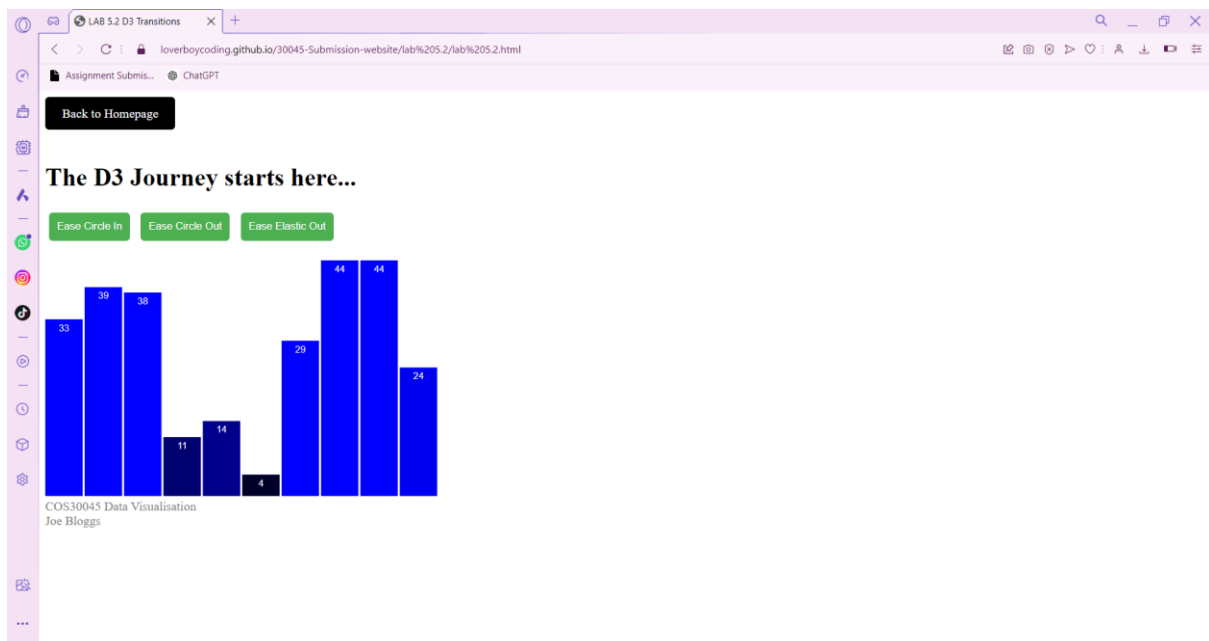 LAB 5.2 D3 Transitions
loverboycoding.github.io/30045-Submission-website/lab%205.2/lab%205.2.html
Assignment Submis... ChatGPT
Back to Homepage
The D3 Journey starts here...
Ease Circle In Ease Circle Out Ease Elastic Out
33 39 38 11 14 4 29 44 44 24
COS30045 Data Visualisation
Joe Bloggs